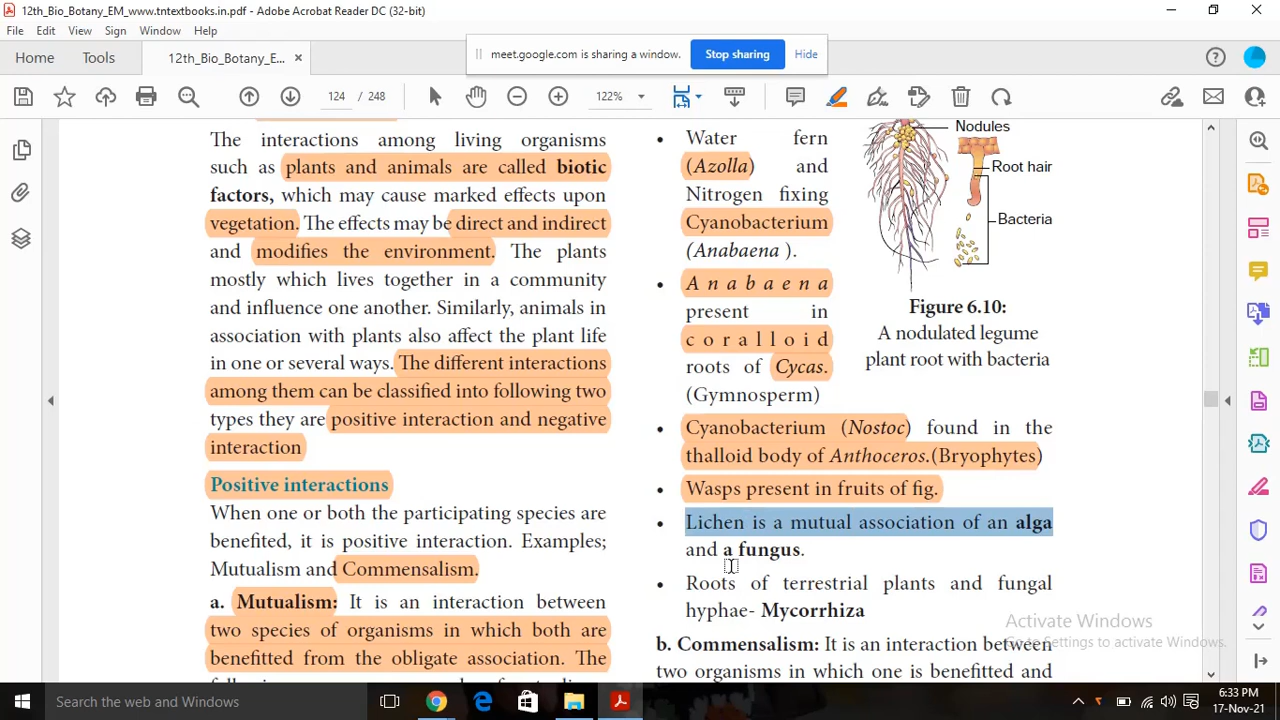 12th_Bio_Botany_EM_www.tntextbooks.in.pdf - Adobe Acrobat Reader DC (32-bit)
File Edit View Sign Window Help
Home Tools 12th_Bio_Botany_E...
meet.google.com is sharing a window. Stop sharing Hide
124 / 248 122%
The interactions among living organisms
such as plants and animals are called biotic
factors, which may cause marked effects upon
vegetation. The effects may be direct and indirect
and modifies the environment. The plants
mostly which lives together in a community
and influence one another. Similarly, animals in
association with plants also affect the plant life
in one or several ways. The different interactions
among them can be classified into following two
types they are positive interaction and negative
interaction
Positive interactions
When one or both the participating species are
benefited, it is positive interaction. Examples;
Mutualism and Commensalism.
a. Mutualism: It is an interaction between
two species of organisms in which both are
benefitted from the obligate association. The
• Water fern
(Azolla) and
Nitrogen fixing
Cyanobacterium
(Anabaena ).
• Anabaena
present in
coralloid
roots of Cycas.
(Gymnosperm)
Nodules
Root hair
Bacteria
Figure 6.10:
A nodulated legume
plant root with bacteria
• Cyanobacterium (Nostoc) found in the
thalloid body of Anthoceros.(Bryophytes)
• Wasps present in fruits of fig.
• Lichen is a mutual association of an alga
and a fungus.
• Roots of terrestrial plants and fungal
hyphae- Mycorrhiza
b. Commensalism: It is an interaction between
two organisms in which one is benefitted and
Activate Windows
Go to Settings to activate Windows.
Search the web and Windows
6:33 PM
17-Nov-21